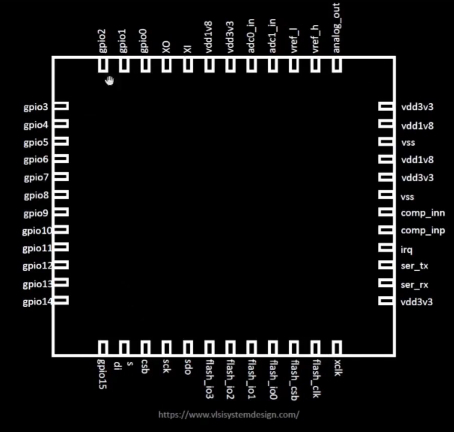 gpio2
gpio1
gpio0
XO
XI
vdd1v8
vdd3v3
adc0_in
adc1_in
vref_l
vref_h
analog_out
gpio3
gpio4
gpio5
gpio6
gpio7
gpio8
gpio9
gpio10
gpio11
gpio12
gpio13
gpio14
vdd3v3
vdd1v8
vss
vdd1v8
vdd3v3
vss
comp_inn
comp_inp
irq
ser_tx
ser_rx
vdd3v3
gpio15
s
di
csb
sck
sdo
flash_io3
flash_io2
flash_io1
flash_io0
flash_csb
flash_clk
xclk
https://www.vlsisystemdesign.com/